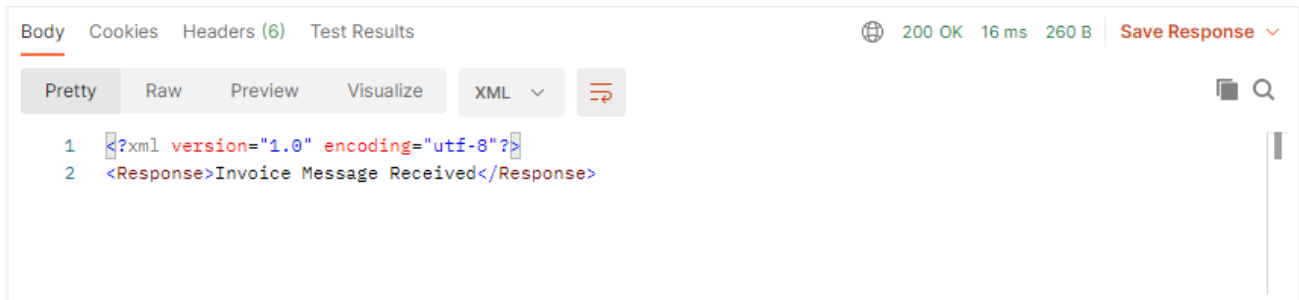 Body Cookies Headers (6) Test Results 200 OK 16 ms 260 B Save Response
Pretty Raw Preview Visualize XML
1 <?xml version="1.0" encoding="utf-8"?>
2 <Response>Invoice Message Received</Response>